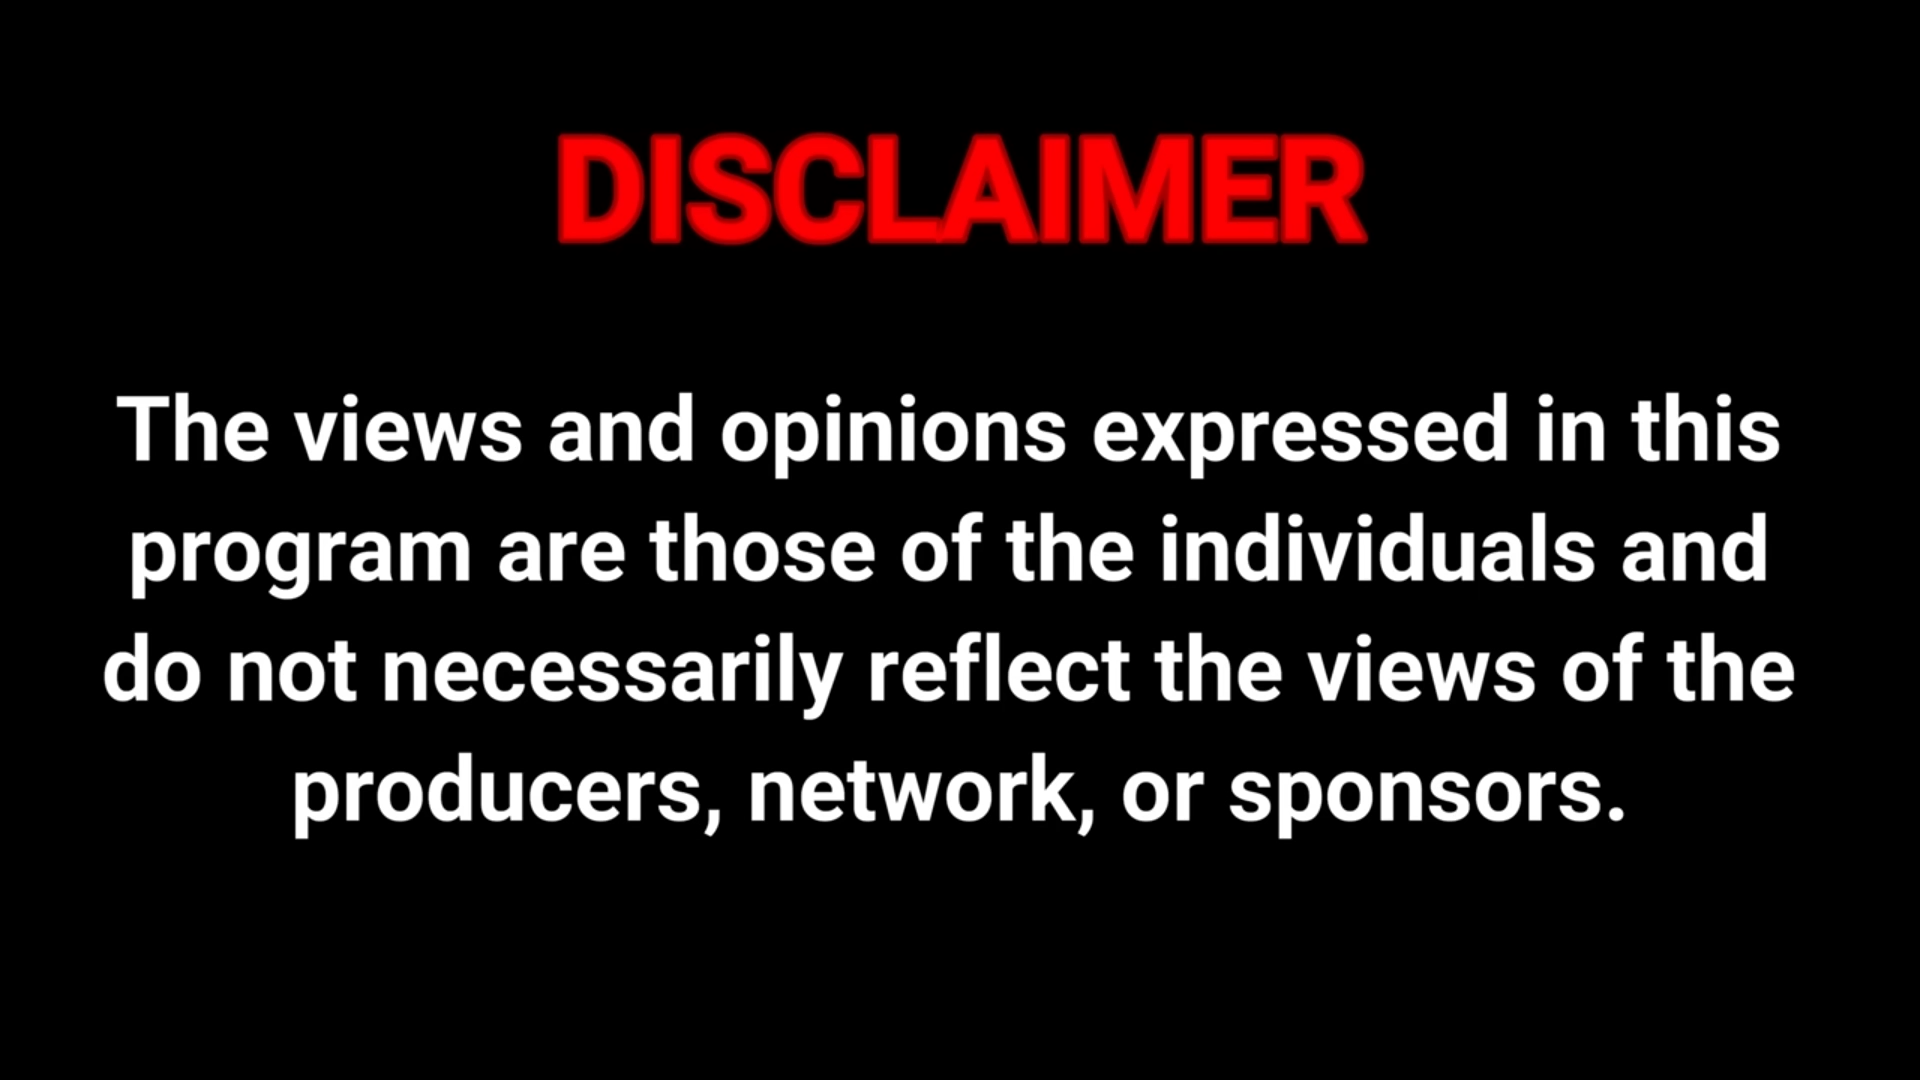 DISCLAIMER
The views and opinions expressed in this
program are those of the individuals and
do not necessarily reflect the views of the
producers, network, or sponsors.